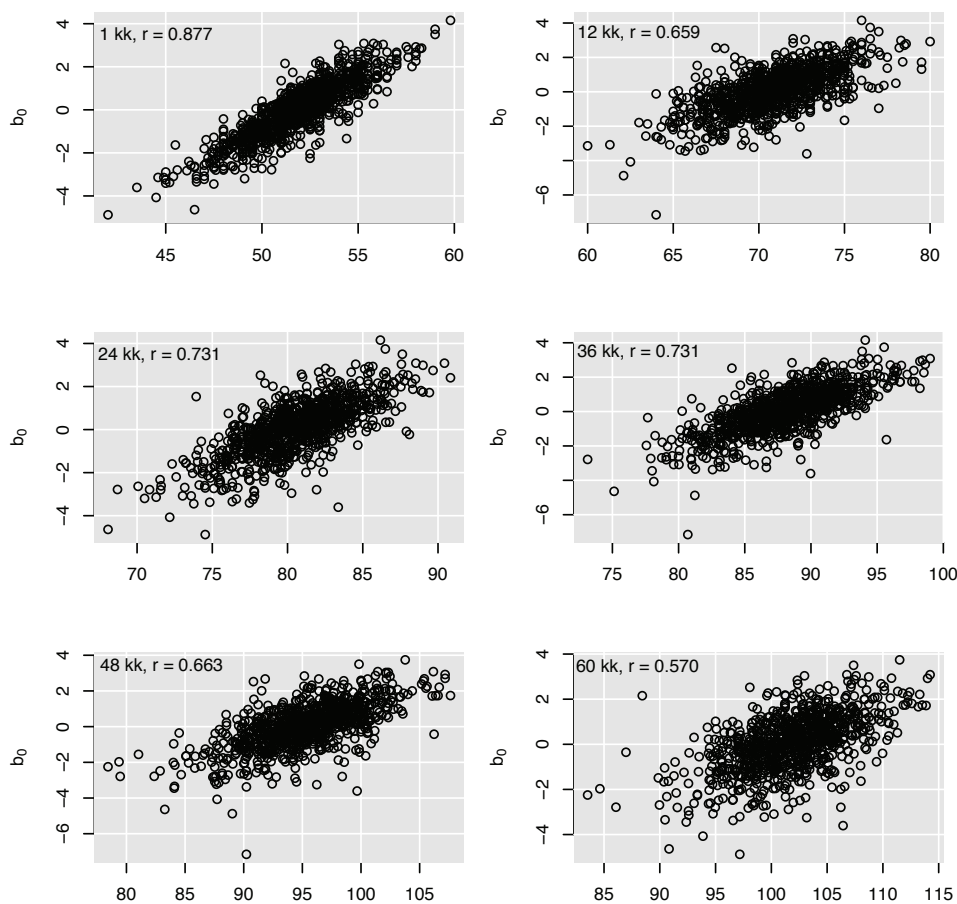 1 kk, r = 0.877
b0
4
2
0
−2
−4
45 50 55 60
12 kk, r = 0.659
b0
4
2
0
−2
−6
60 65 70 75 80
24 kk, r = 0.731
b0
4
2
0
−2
−4
70 75 80 85 90
36 kk, r = 0.731
b0
4
2
0
−2
−6
75 80 85 90 95 100
48 kk, r = 0.663
b0
4
2
0
−2
−4
−6
80 85 90 95 100 105
60 kk, r = 0.570
b0
4
2
0
−2
−4
85 90 95 100 105 110 115